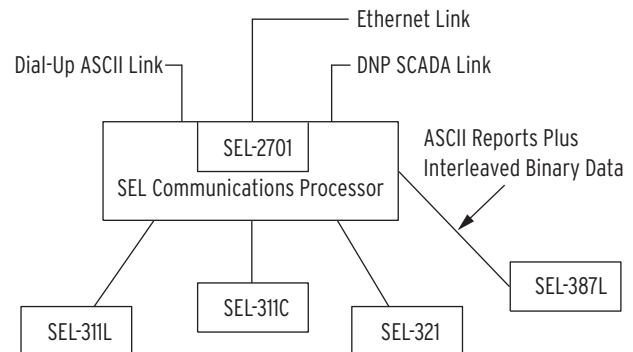 Ethernet Link
Dial-Up ASCII Link
DNP SCADA Link
SEL-2701
SEL Communications Processor
ASCII Reports Plus
Interleaved Binary Data
SEL-387L
SEL-311C
SEL-311L
SEL-321